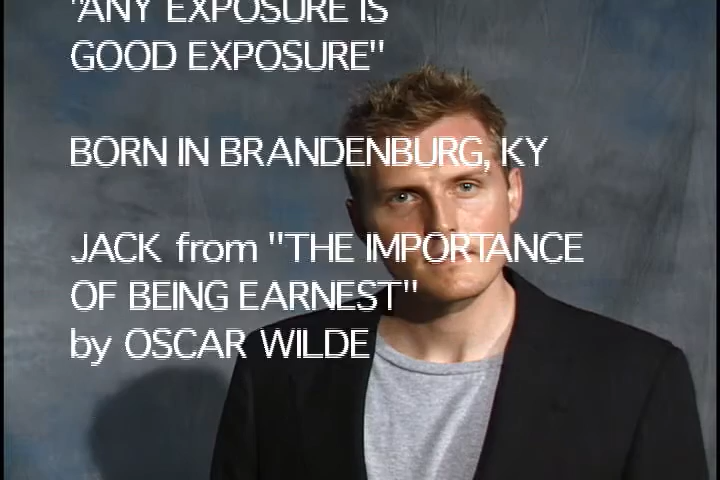 "ANY EXPOSURE IS
GOOD EXPOSURE"
BORN IN BRANDENBURG, KY
JACK from "THE IMPORTANCE
OF BEING EARNEST"
by OSCAR WILDE